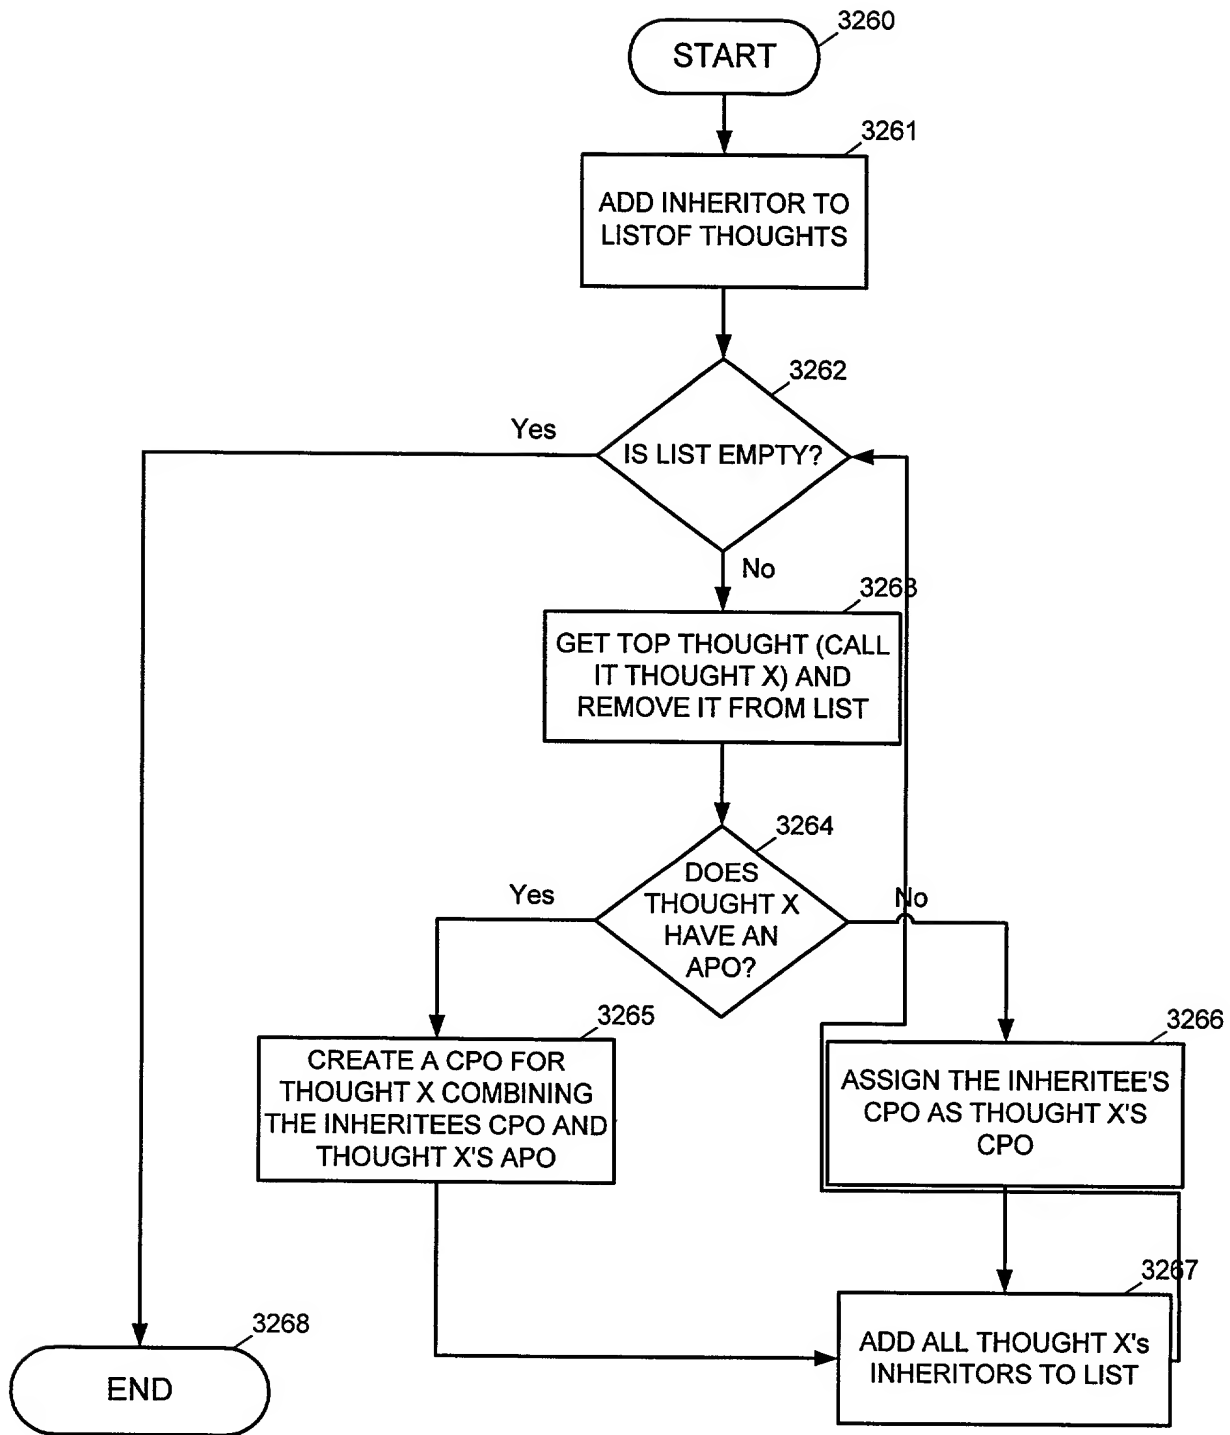 3260
START
3261
ADD INHERITOR TO
LISTOF THOUGHTS
3262
Yes
IS LIST EMPTY?
No
3263
GET TOP THOUGHT (CALL
IT THOUGHT X) AND
REMOVE IT FROM LIST
3264
DOES
THOUGHT X
HAVE AN
APO?
Yes
No
3265
CREATE A CPO FOR
THOUGHT X COMBINING
THE INHERITEES CPO AND
THOUGHT X'S APO
3266
ASSIGN THE INHERITEE'S
CPO AS THOUGHT X'S
CPO
3267
ADD ALL THOUGHT X's
INHERITORS TO LIST
3268
END